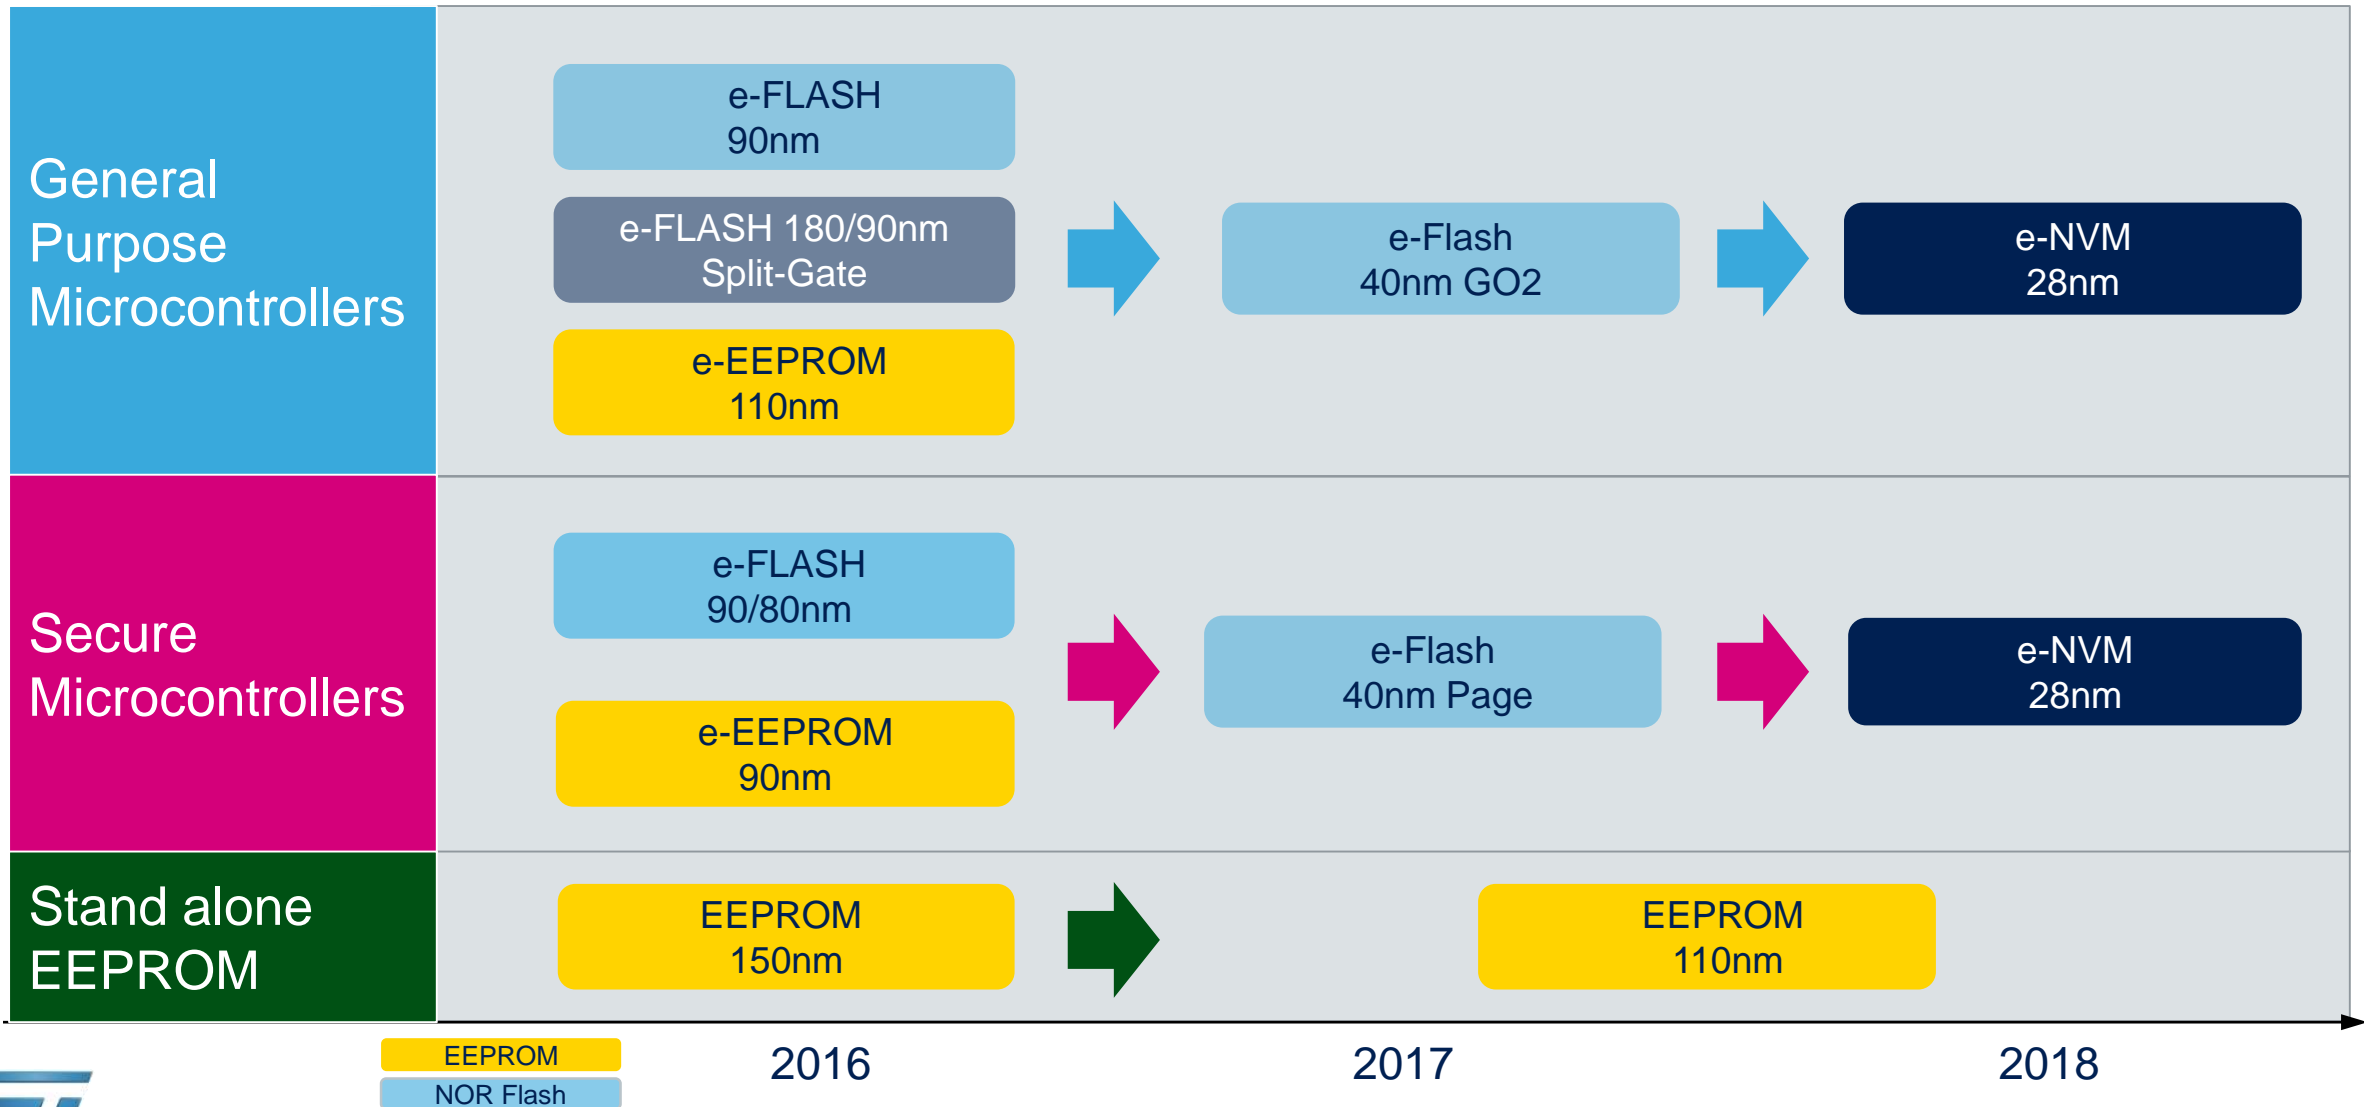 General
Purpose
Microcontrollers
e-FLASH
90nm
e-FLASH 180/90nm
Split-Gate
e-EEPROM
110nm
e-Flash
40nm GO2
e-NVM
28nm
Secure
Microcontrollers
e-FLASH
90/80nm
e-EEPROM
90nm
e-Flash
40nm Page
e-NVM
28nm
Stand alone
EEPROM
EEPROM
150nm
EEPROM
110nm
2016
2017
2018
EEPROM
NOR Flash